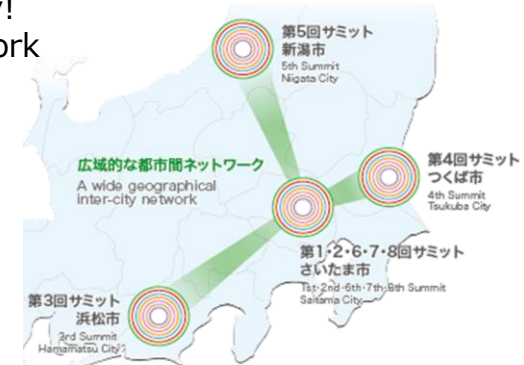 y!
ork
第5回サミット
新潟市
5th Summit
Niigata City
広域的な都市間ネットワーク
A wide geographical
inter-city network
第4回サミット
つくば市
4th Summit
Tsukuba City
第1・2・6・7・8回サミット
さいたま市
1st・2nd・6th・7th・8th Summit
Saitama City
第3回サミット
浜松市
3rd Summit
Hamamatsu City